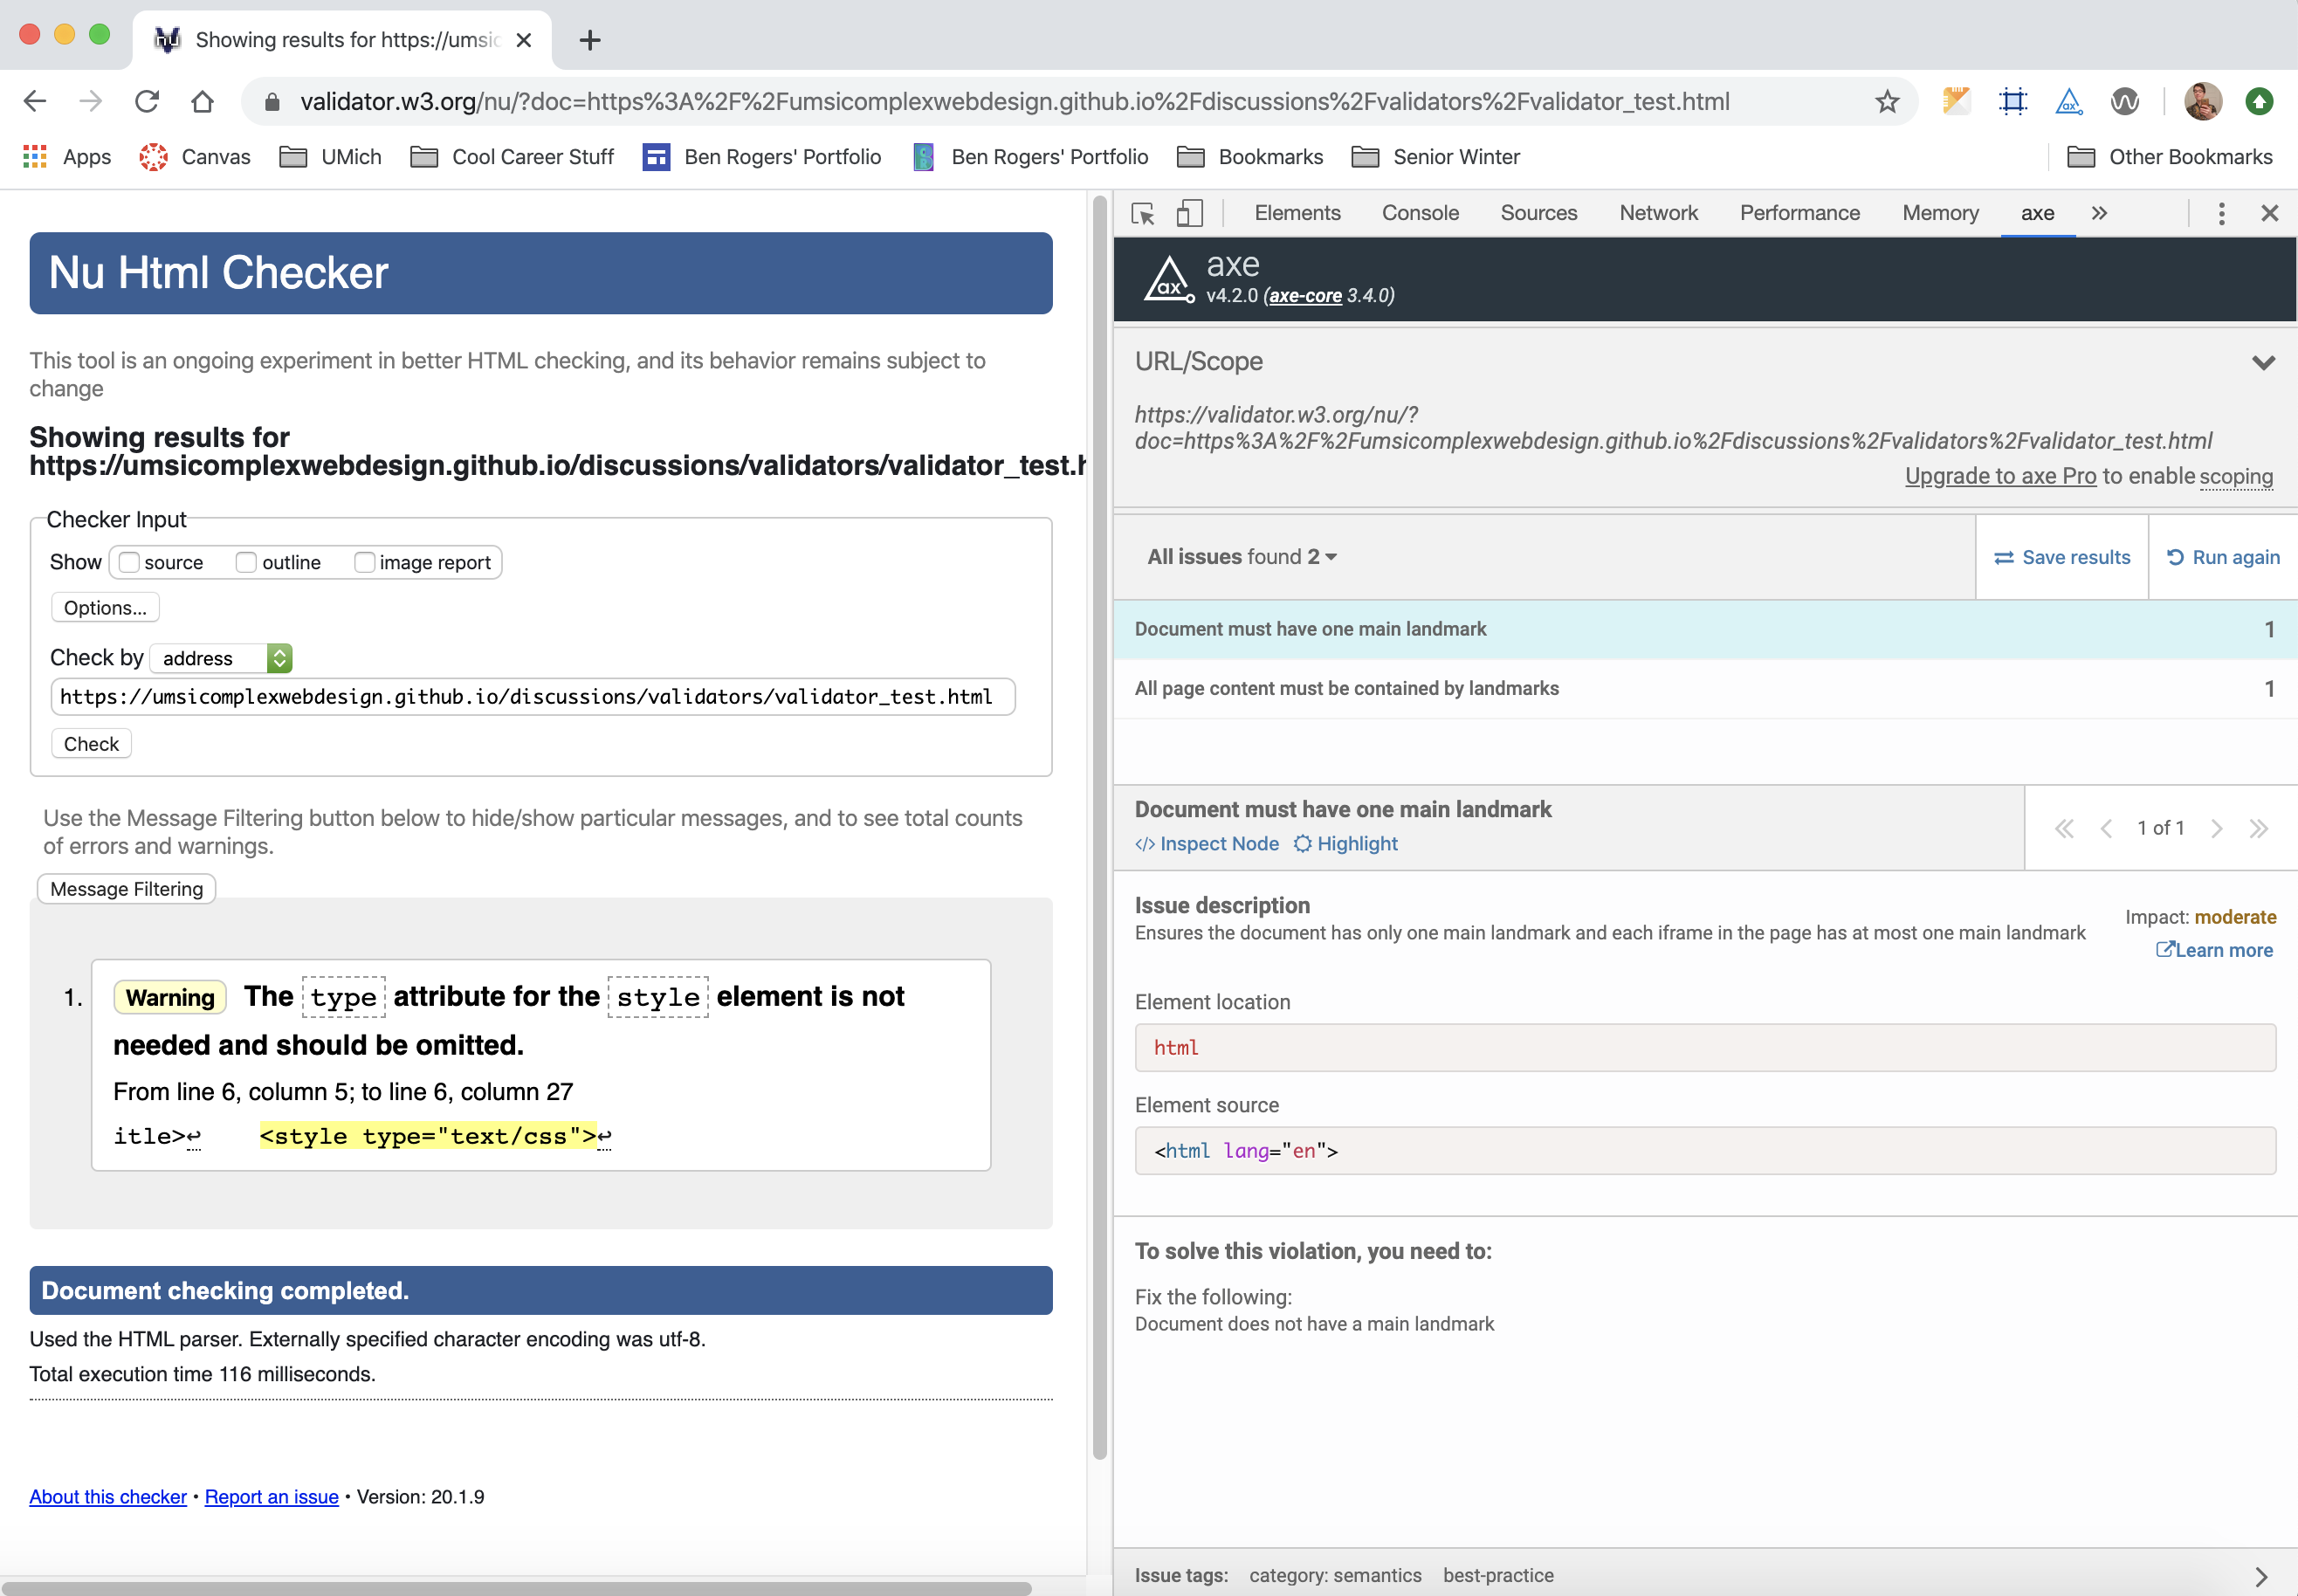 Showing results for https://umsic
validator.w3.org/nu/?doc=https%3A%2F%2Fumsicomplexwebdesign.github.io%2Fdiscussions%2Fvalidators%2Fvalidator_test.html
Apps Canvas UMich Cool Career Stuff Ben Rogers' Portfolio Ben Rogers' Portfolio Bookmarks Senior Winter Other Bookmarks
Nu Html Checker
This tool is an ongoing experiment in better HTML checking, and its behavior remains subject to
change
Showing results for
https://umsicomplexwebdesign.github.io/discussions/validators/validator_test.h
Checker Input
Show source outline image report
Options...
Check by address
https://umsicomplexwebdesign.github.io/discussions/validators/validator_test.html
Check
Use the Message Filtering button below to hide/show particular messages, and to see total counts
of errors and warnings.
Message Filtering
1. Warning The type attribute for the style element is not
needed and should be omitted.
From line 6, column 5; to line 6, column 27
itle>↩ <style type="text/css">↩
Document checking completed.
Used the HTML parser. Externally specified character encoding was utf-8.
Total execution time 116 milliseconds.
About this checker • Report an issue • Version: 20.1.9
Elements Console Sources Network Performance Memory axe »
ax axe
v4.2.0 (axe-core 3.4.0)
URL/Scope
https://validator.w3.org/nu/?
doc=https%3A%2F%2Fumsicomplexwebdesign.github.io%2Fdiscussions%2Fvalidators%2Fvalidator_test.html
Upgrade to axe Pro to enable scoping
All issues found 2 Save results Run again
Document must have one main landmark 1
All page content must be contained by landmarks 1
Document must have one main landmark
</> Inspect Node Highlight
1 of 1
Issue description
Impact: moderate
Ensures the document has only one main landmark and each iframe in the page has at most one main landmark
Learn more
Element location
html
Element source
<html lang="en">
To solve this violation, you need to:
Fix the following:
Document does not have a main landmark
Issue tags: category: semantics best-practice